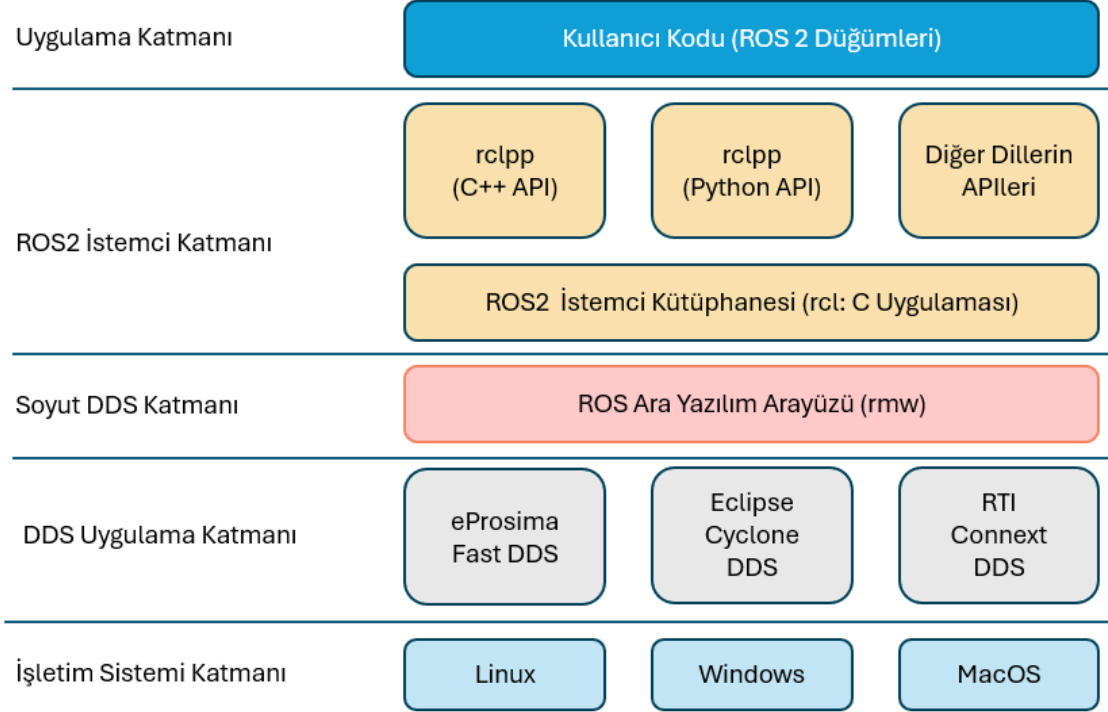 Uygulama Katmanı
Kullanıcı Kodu (ROS 2 Düğümleri)
ROS2 İstemci Katmanı
rclpp
(C++ API)
rclpp
(Python API)
Diğer Dillerin
APIleri
ROS2 İstemci Kütüphanesi (rcl: C Uygulaması)
Soyut DDS Katmanı
ROS Ara Yazılım Arayüzü (rmw)
DDS Uygulama Katmanı
eProsima
Fast DDS
Eclipse
Cyclone
DDS
RTI
Connext
DDS
İşletim Sistemi Katmanı
Linux
Windows
MacOS